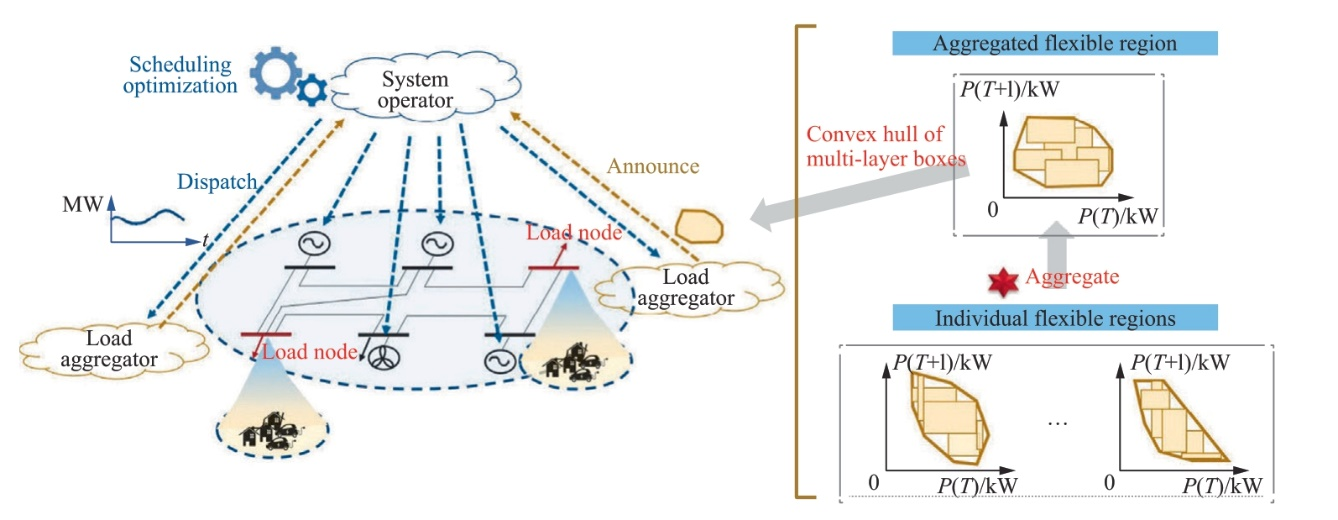 Scheduling
optimization
System
operator
Dispatch
Announce
MW
t
Load node
Load
aggregator
Load
aggregator
Load node
Aggregated flexible region
P(T+1)/kW
0
P(T)/kW
Convex hull of
multi-layer boxes
Aggregate
Individual flexible regions
P(T+1)/kW
0
P(T)/kW
...
P(T+1)/kW
0
P(T)/kW